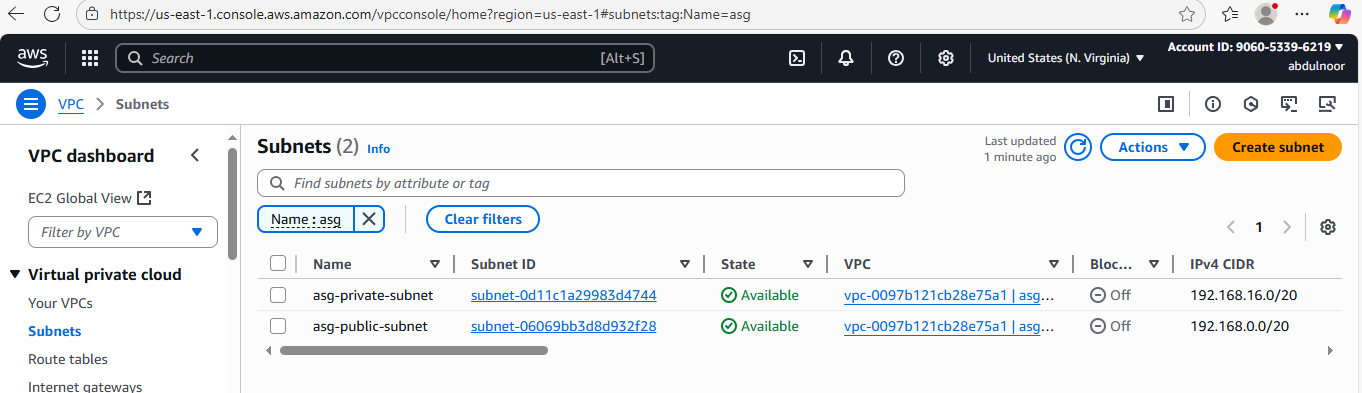 https://us-east-1.console.aws.amazon.com/vpcconsole/home?region=us-east-1#subnets:tag:Name=asg
aws
Search [Alt+S]
United States (N. Virginia)
Account ID: 9060-5339-6219
abdulnoor
VPC > Subnets
VPC dashboard
EC2 Global View
Filter by VPC
Virtual private cloud
Your VPCs
Subnets
Route tables
Internet gateways
Subnets (2) Info
Last updated
1 minute ago
Actions
Create subnet
Find subnets by attribute or tag
Name : asg
Clear filters
1
Name Subnet ID State VPC Bloc... IPv4 CIDR
asg-private-subnet subnet-0d11c1a29983d4744 Available vpc-0097b121cb28e75a1 | asg... Off 192.168.16.0/20
asg-public-subnet subnet-06069bb3d8d932f28 Available vpc-0097b121cb28e75a1 | asg... Off 192.168.0.0/20